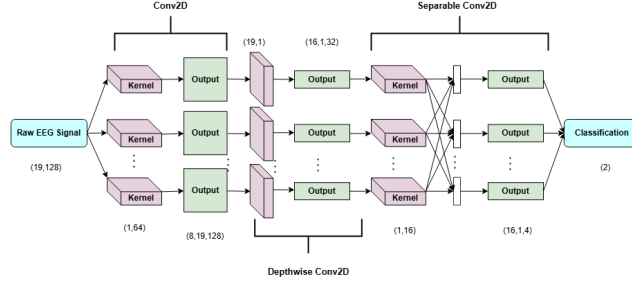 Conv2D
Separable Conv2D
(19,1)
(16,1,32)
Kernel
Output
Output
Kernel
Output
Raw EEG Signal
Kernel
Output
Output
Kernel
Output
Classification
(19,128)
(2)
Kernel
Output
Output
Kernel
Output
(1,64)
(8,19,128)
(1,16)
(16,1,4)
Depthwise Conv2D